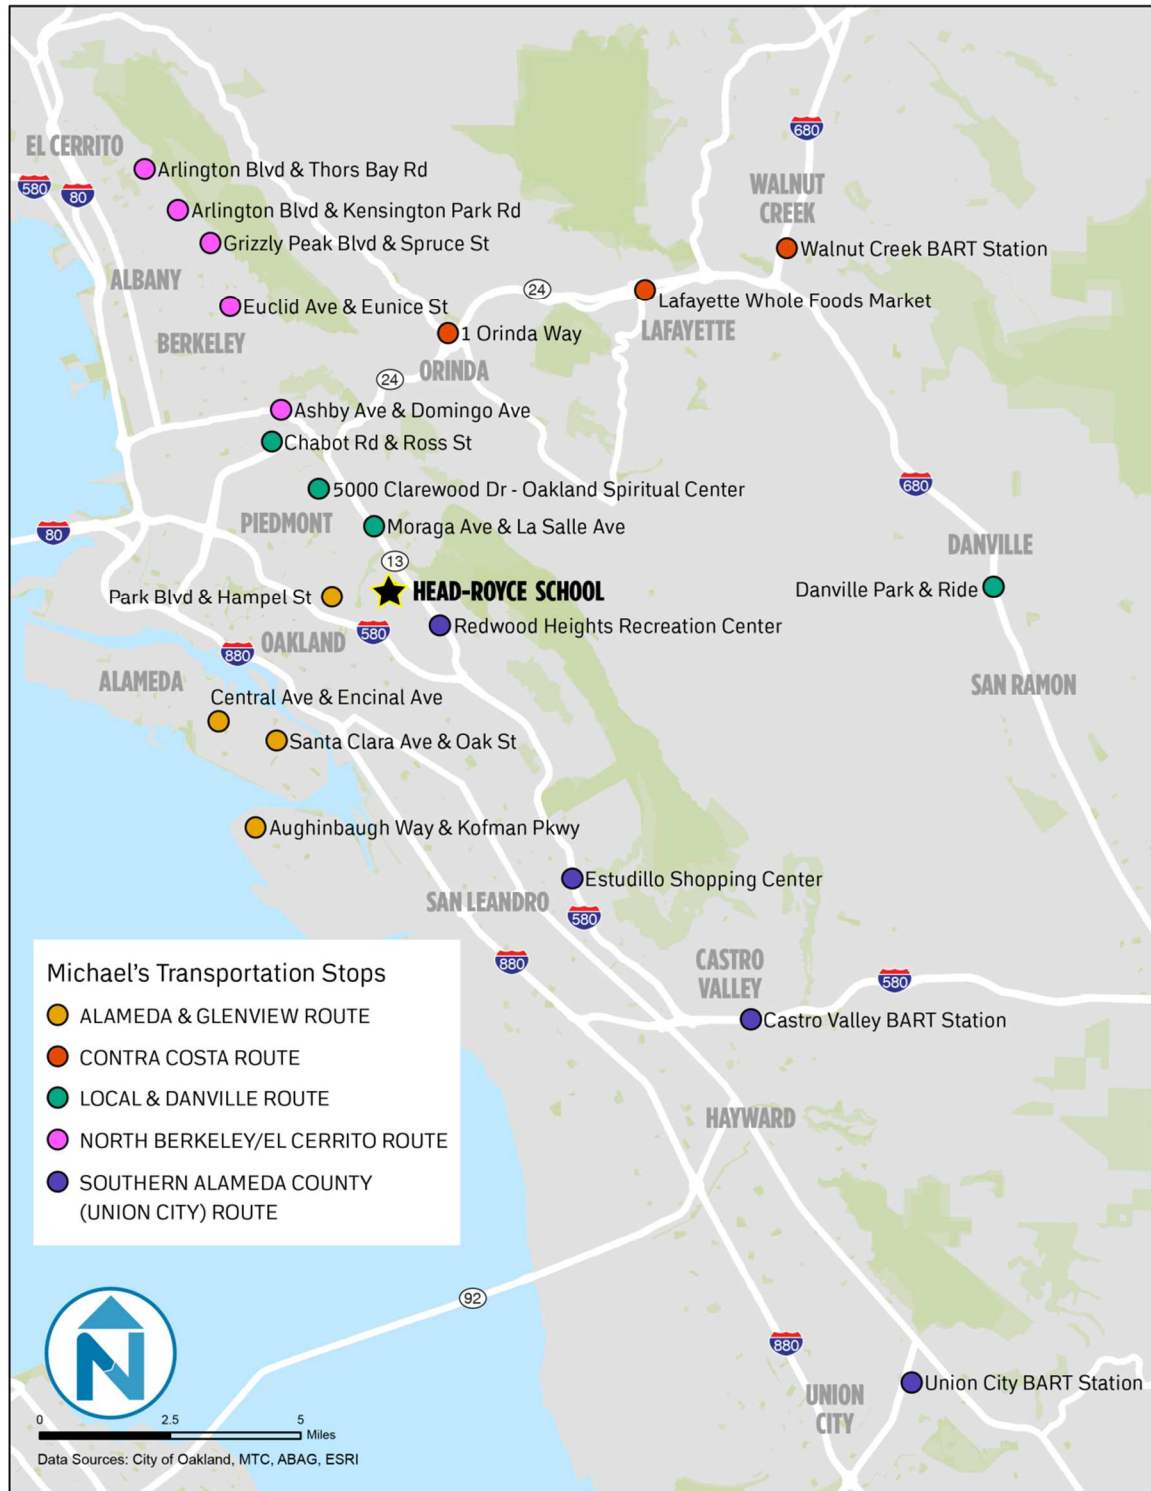 EL CERRITO
580
80
Arlington Blvd & Thors Bay Rd
Arlington Blvd & Kensington Park Rd
Grizzly Peak Blvd & Spruce St
680
WALNUT
CREEK
Walnut Creek BART Station
ALBANY
Euclid Ave & Eunice St
24
Lafayette Whole Foods Market
LAFAYETTE
BERKELEY
1 Orinda Way
ORINDA
24
Ashby Ave & Domingo Ave
Chabot Rd & Ross St
5000 Clarewood Dr - Oakland Spiritual Center
680
PIEDMONT
Moraga Ave & La Salle Ave
80
DANVILLE
13
Park Blvd & Hampel St
HEAD-ROYCE SCHOOL
Danville Park & Ride
580
Redwood Heights Recreation Center
OAKLAND
880
ALAMEDA
SAN RAMON
Central Ave & Encinal Ave
Santa Clara Ave & Oak St
Aughinbaugh Way & Kofman Pkwy
Estudillo Shopping Center
SAN LEANDRO
580
880
CASTRO
VALLEY
580
Castro Valley BART Station
Michael's Transportation Stops
ALAMEDA & GLENVIEW ROUTE
CONTRA COSTA ROUTE
LOCAL & DANVILLE ROUTE
NORTH BERKELEY/EL CERRITO ROUTE
SOUTHERN ALAMEDA COUNTY
(UNION CITY) ROUTE
HAYWARD
92
880
Union City BART Station
UNION
CITY
N
0 2.5 5
Miles
Data Sources: City of Oakland, MTC, ABAG, ESRI